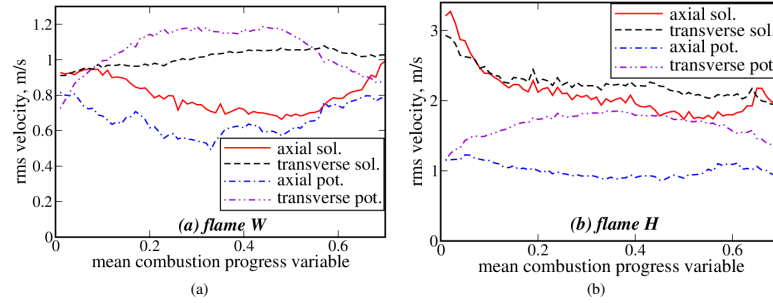 rms velocity, m/s
1.2
1
0.8
0.6
0.4
0.2
0
axial sol.
transverse sol.
axial pot.
transverse pot.
(a) flame W
0
0.2
0.4
0.6
mean combustion progress variable
(a)
rms velocity, m/s
3
2
1
0
axial sol.
transverse sol.
axial pot.
transverse pot.
(b) flame H
0
0.2
0.4
0.6
mean combustion progress variable
(b)